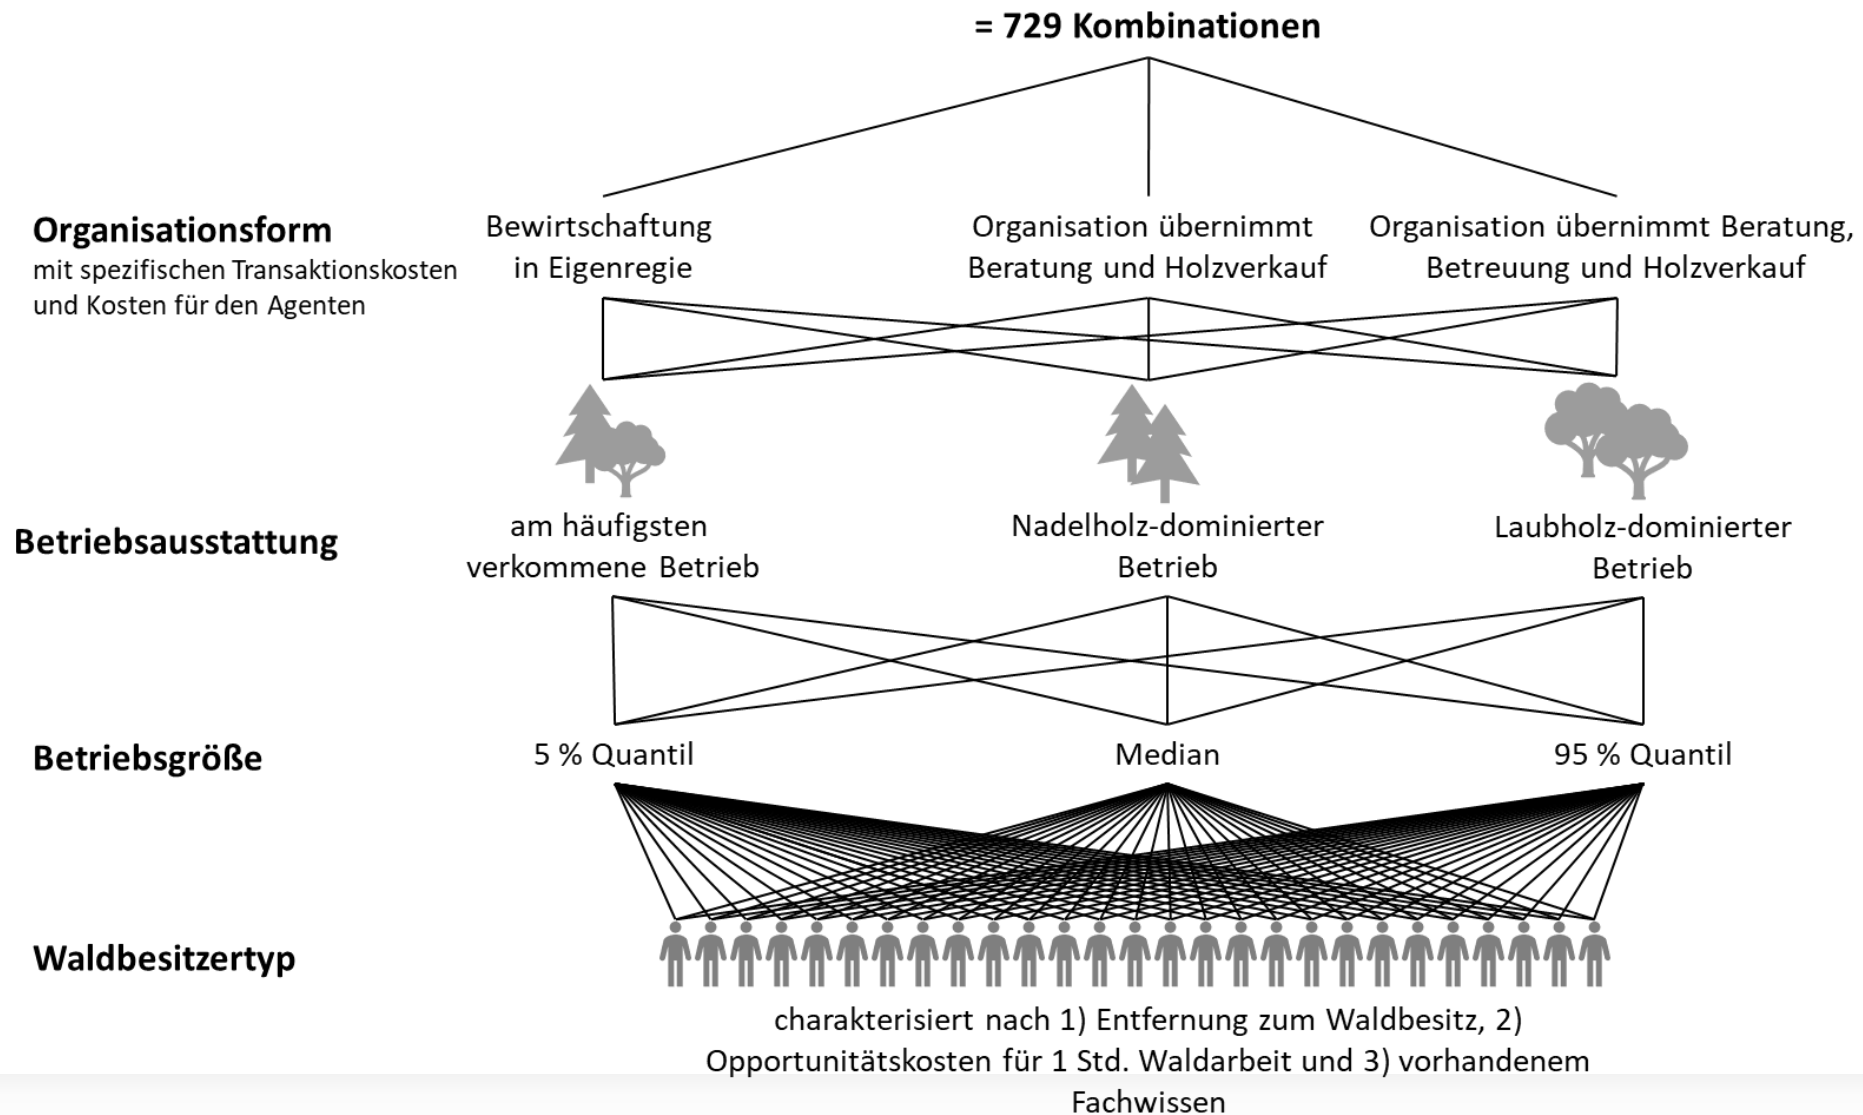 = 729 Kombinationen
Organisationsform
mit spezifischen Transaktionskosten
und Kosten für den Agenten
Bewirtschaftung
in Eigenregie
Organisation übernimmt
Beratung und Holzverkauf
Organisation übernimmt Beratung,
Betreuung und Holzverkauf
Betriebsausstattung
am häufigsten
verkommene Betrieb
Nadelholz-dominierter
Betrieb
Laubholz-dominierter
Betrieb
Betriebsgröße
5 % Quantil
Median
95 % Quantil
Waldbesitzertyp
charakterisiert nach 1) Entfernung zum Waldbesitz, 2)
Opportunitätskosten für 1 Std. Waldarbeit und 3) vorhandenem
Fachwissen